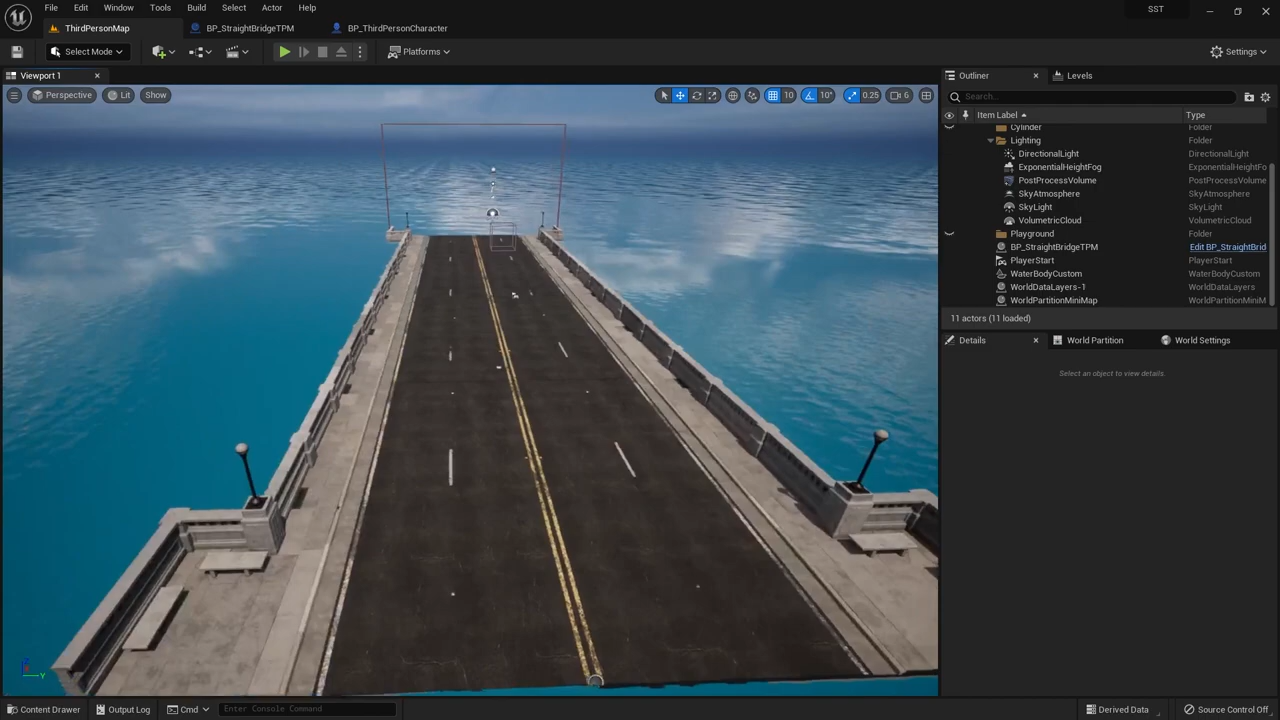 File Edit Window Tools Build Select Actor Help
SST
ThirdPersonMap BP_StraightBridgeTPM BP_ThirdPersonCharacter
Select Mode Platforms Settings
Viewport 1
Perspective Lit Show
10 10° 0.25 6
Outliner Levels
Search...
Item Label Type
Cylinder Folder
Lighting Folder
DirectionalLight DirectionalLight
ExponentialHeightFog ExponentialHeightFo
PostProcessVolume PostProcessVolume
SkyAtmosphere SkyAtmosphere
SkyLight SkyLight
VolumetricCloud VolumetricCloud
Playground Folder
BP_StraightBridgeTPM Edit BP_StraightBrid
PlayerStart PlayerStart
WaterBodyCustom WaterBodyCustom
WorldDataLayers-1 WorldDataLayers
WorldPartitionMiniMap WorldPartitionMiniM
11 actors (11 loaded)
Details World Partition World Settings
Select an object to view details.
Y
Content Drawer Output Log Cmd Enter Console Command Derived Data Source Control Off